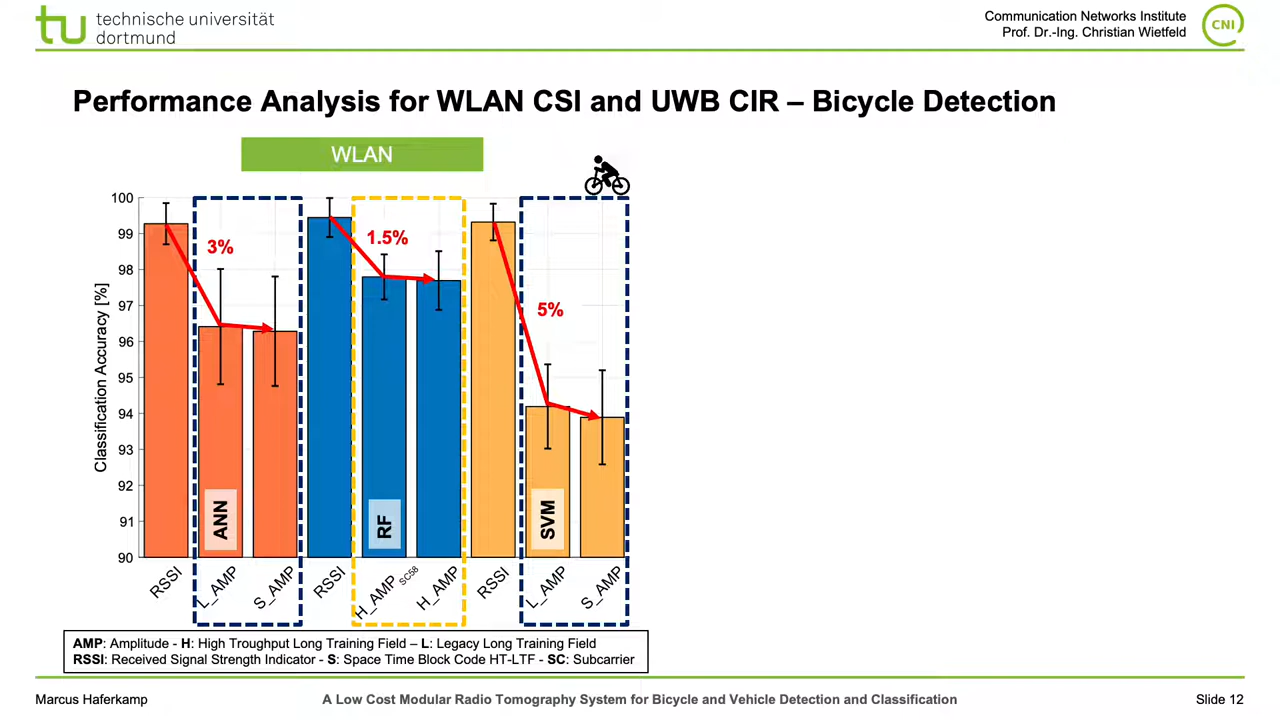 technische universität
dortmund
Communication Networks Institute
Prof. Dr.-Ing. Christian Wietfeld
CNI
Performance Analysis for WLAN CSI and UWB CIR – Bicycle Detection
WLAN
Classification Accuracy [%]
100
99
98
97
96
95
94
93
92
91
90
3%
1.5%
5%
ANN
RF
SVM
RSSI
L_AMP
S_AMP
RSSI
H_AMP SC58
H_AMP
RSSI
L_AMP
S_AMP
AMP: Amplitude - H: High Troughput Long Training Field – L: Legacy Long Training Field
RSSI: Received Signal Strength Indicator - S: Space Time Block Code HT-LTF - SC: Subcarrier
Marcus Haferkamp
A Low Cost Modular Radio Tomography System for Bicycle and Vehicle Detection and Classification
Slide 12